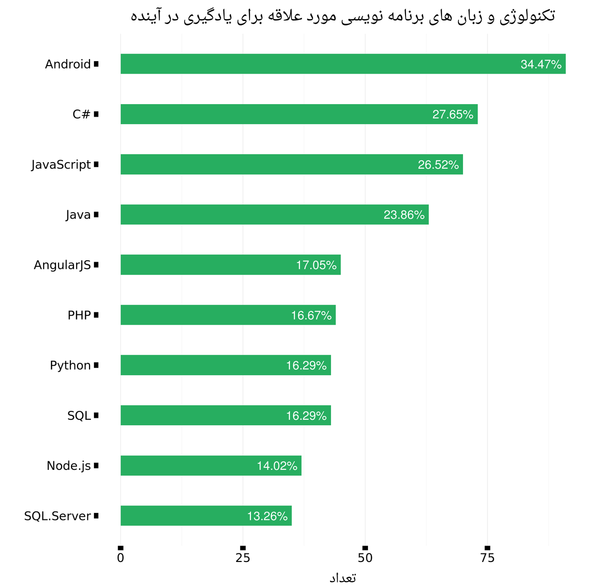 تکنولوژی و زبان های برنامه نویسی مورد علاقه برای یادگیری در آینده
Android 34.47%
C# 27.65%
JavaScript 26.52%
Java 23.86%
AngularJS 17.05%
PHP 16.67%
Python 16.29%
SQL 16.29%
Node.js 14.02%
SQL.Server 13.26%
0 25 50 75
تعداد